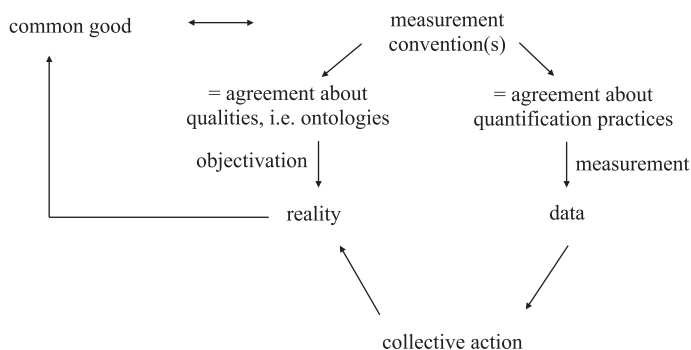 common good
measurement
convention(s)
= agreement about
qualities, i.e. ontologies
= agreement about
quantification practices
objectivation
measurement
reality
data
collective action